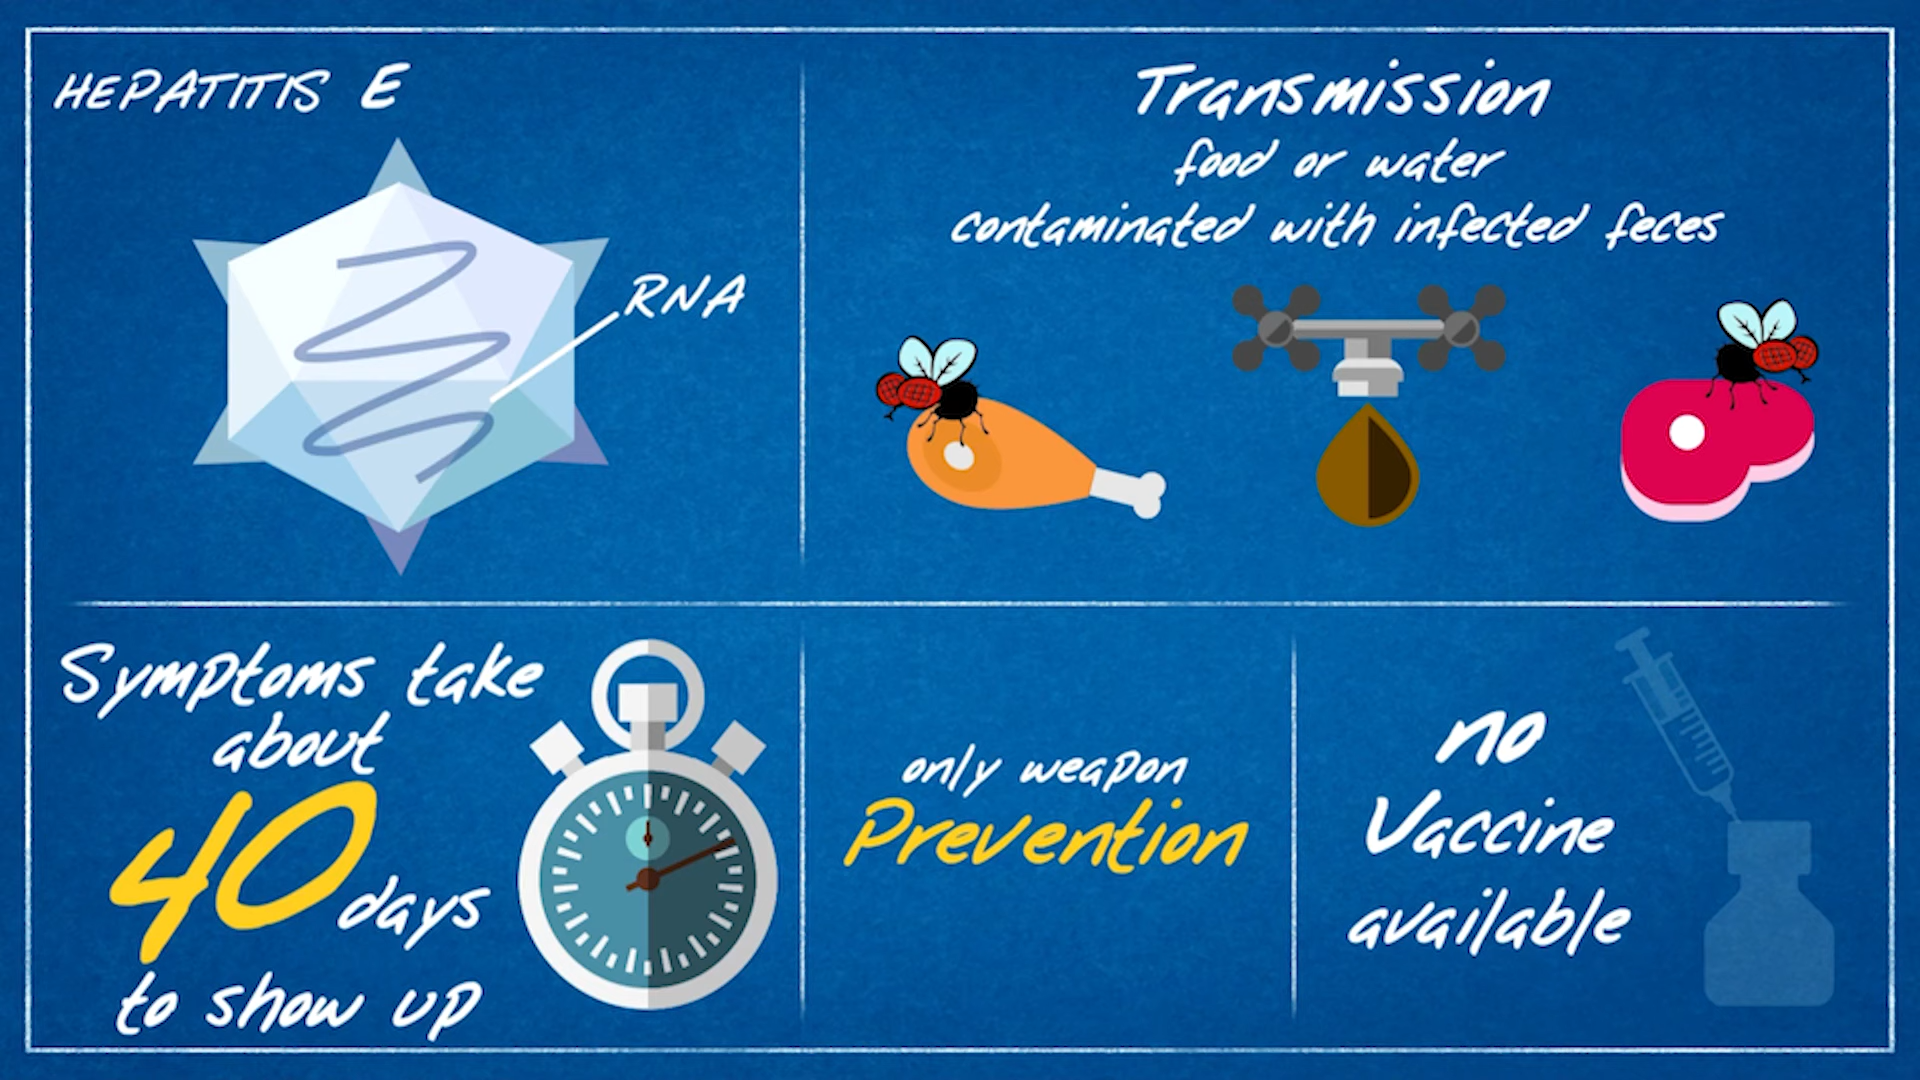 HEPATITIS E
RNA
Transmission
food or water
contaminated with infected feces
Symptoms take
about
40 days
to show up
only weapon
Prevention
no
Vaccine
available